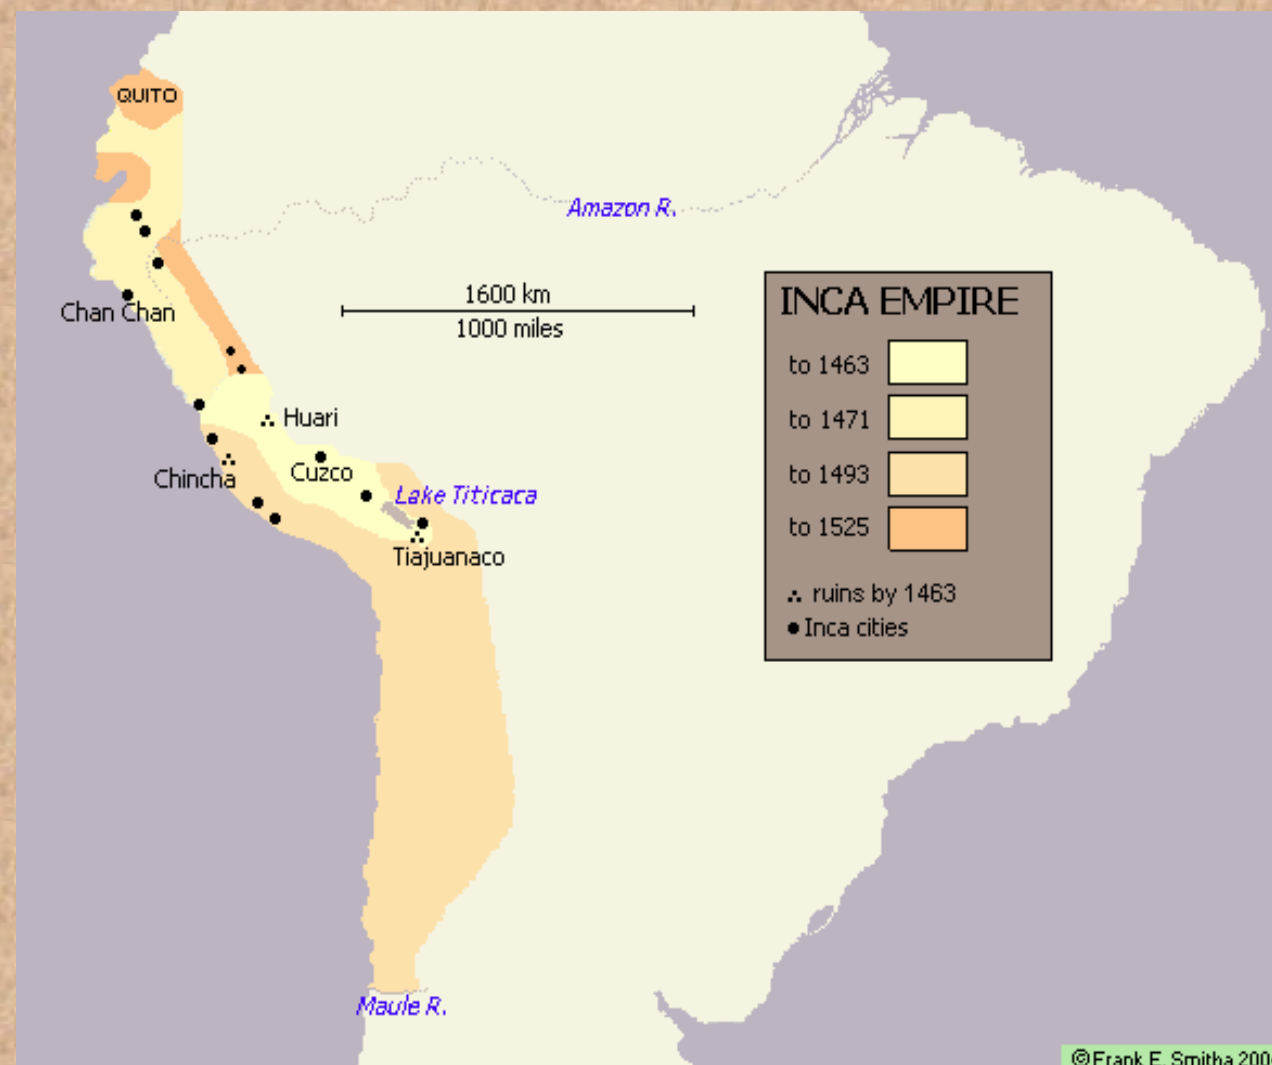 QUITO
Amazon R.
Chan Chan
1600 km
1000 miles
INCA EMPIRE
to 1463
to 1471
to 1493
to 1525
ruins by 1463
Inca cities
Huari
Chincha
Cuzco
Lake Titicaca
Tiajuanaco
Maule R.
©Frank E. Smitha 200